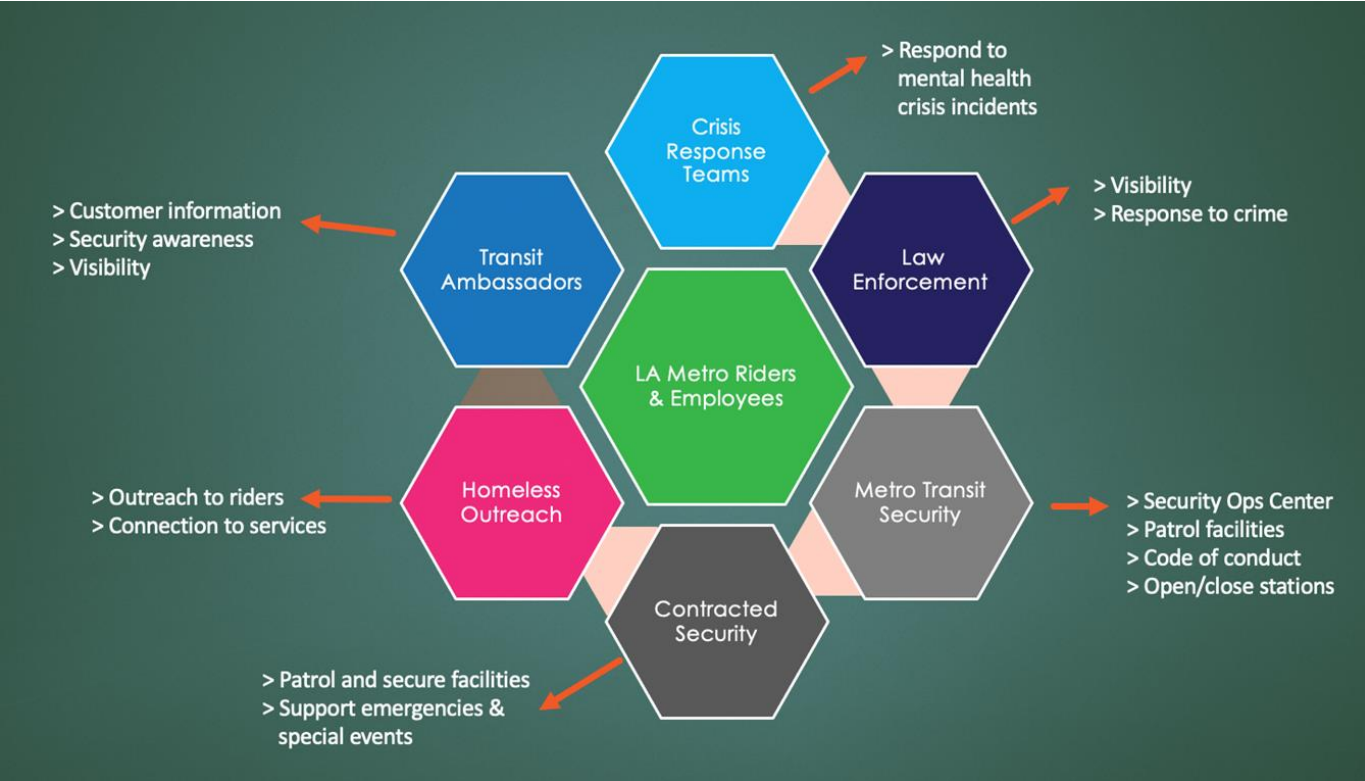 > Respond to
mental health
crisis incidents
Crisis
Response
Teams
> Visibility
> Response to crime
> Customer information
> Security awareness
> Visibility
Transit
Ambassadors
Law
Enforcement
LA Metro Riders
& Employees
Homeless
Outreach
Metro Transit
Security
> Outreach to riders
> Connection to services
> Security Ops Center
> Patrol facilities
> Code of conduct
> Open/close stations
Contracted
Security
> Patrol and secure facilities
> Support emergencies &
special events